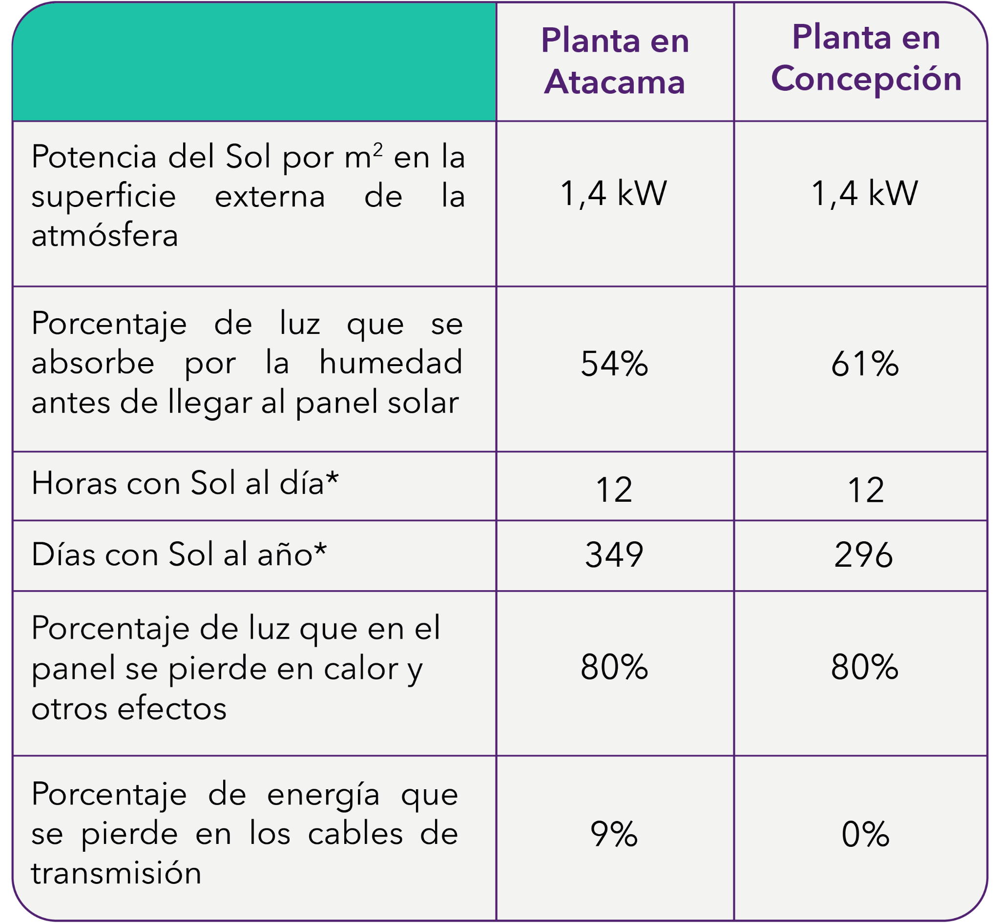 Planta en
Atacama
Planta en
Concepción
Potencia del Sol por m² en la
superficie externa de la
atmósfera
1,4 kW
1,4 kW
Porcentaje de luz que se
absorbe por la humedad
antes de llegar al panel solar
54%
61%
Horas con Sol al día*
12
12
Días con Sol al año*
349
296
Porcentaje de luz que en el
panel se pierde en calor y
otros efectos
80%
80%
Porcentaje de energía que
se pierde en los cables de
transmisión
9%
0%